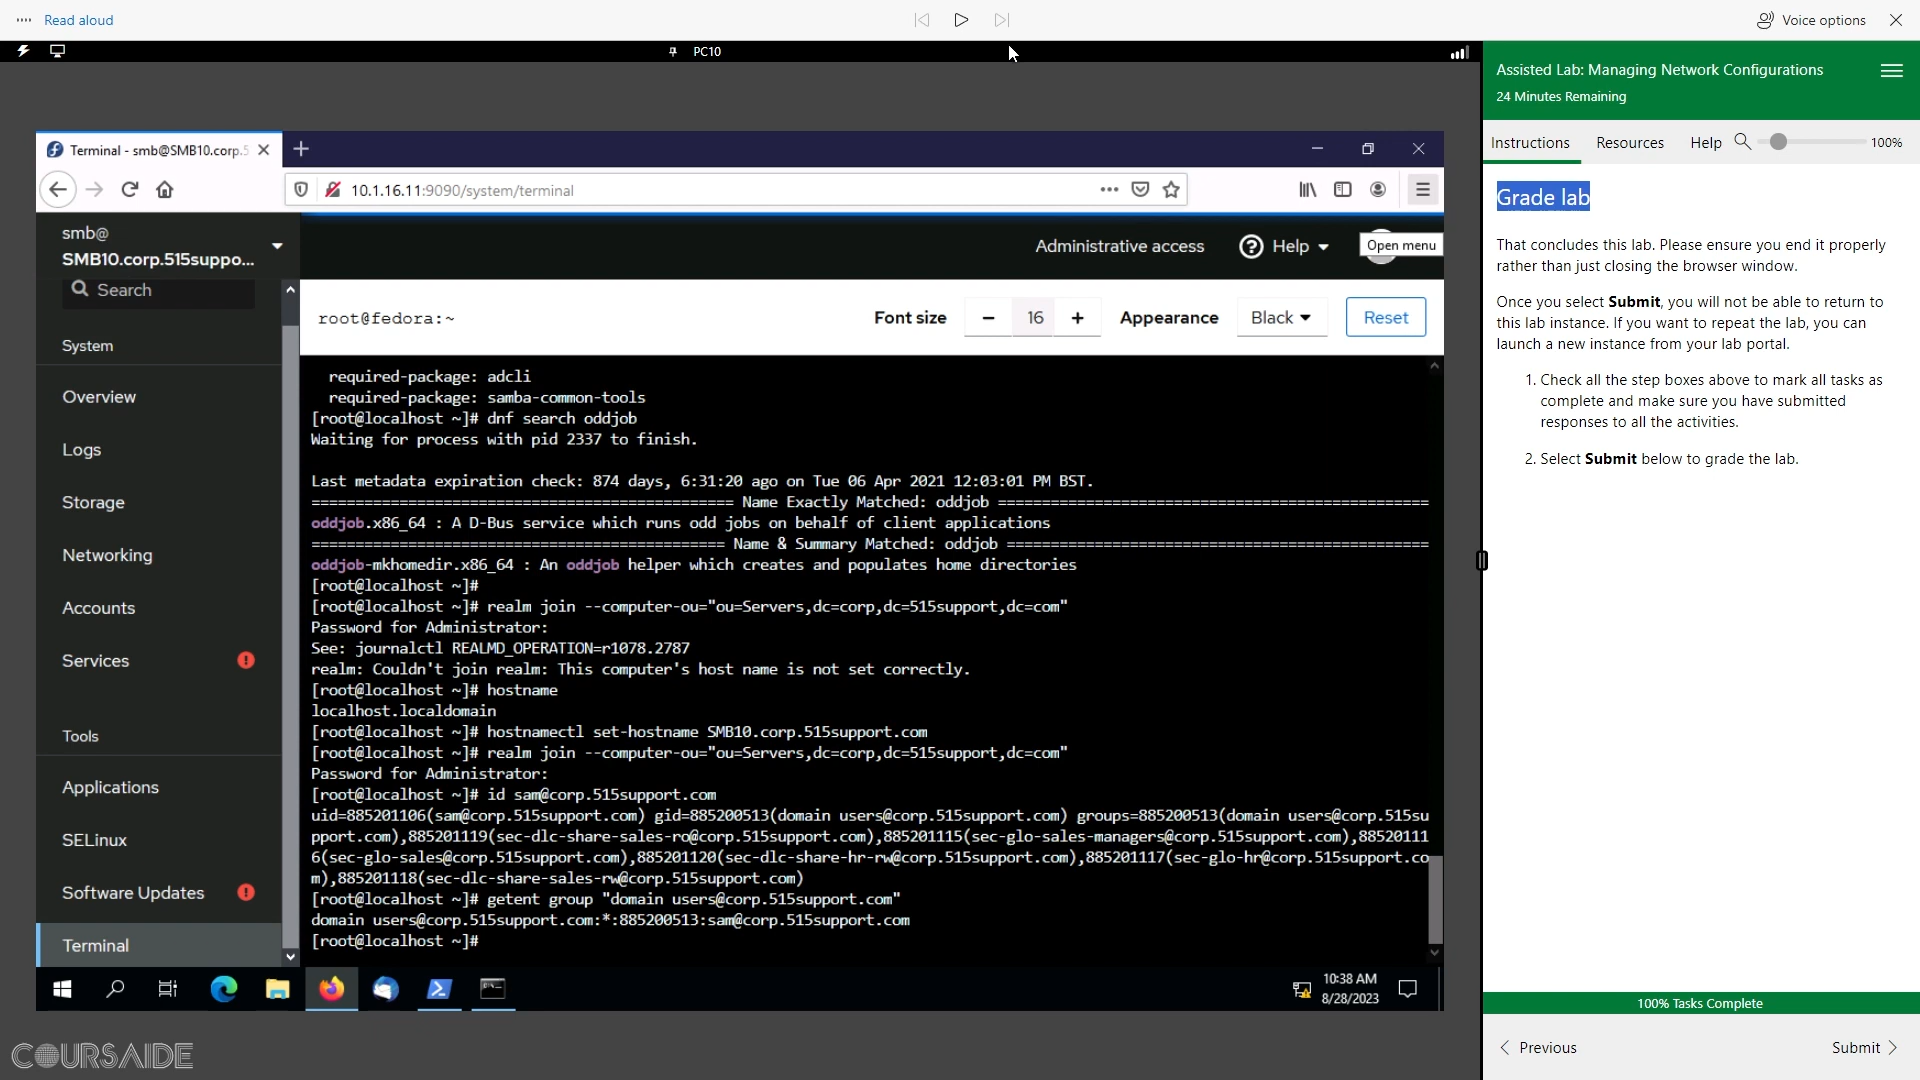 Read aloud
Voice options
PC10
Assisted Lab: Managing Network Configurations
24 Minutes Remaining
Instructions Resources Help 100%
Terminal - smb@SMB10.corp.5
10.1.16.11:9090/system/terminal
smb@
SMB10.corp.515suppo...
Administrative access Help Open menu
Search
root@fedora:~ Font size 16 Appearance Black Reset
System
Overview
Logs
Storage
Networking
Accounts
Services
Tools
Applications
SELinux
Software Updates
Terminal
required-package: adcli
required-package: samba-common-tools
[root@localhost ~]# dnf search oddjob
Waiting for process with pid 2337 to finish.
Last metadata expiration check: 874 days, 6:31:20 ago on Tue 06 Apr 2021 12:03:01 PM BST.
================================================ Name Exactly Matched: oddjob =================================================
oddjob.x86_64 : A D-Bus service which runs odd jobs on behalf of client applications
=============================================== Name & Summary Matched: oddjob ================================================
oddjob-mkhomedir.x86_64 : An oddjob helper which creates and populates home directories
[root@localhost ~]#
[root@localhost ~]# realm join --computer-ou="ou=Servers,dc=corp,dc=515support,dc=com"
Password for Administrator:
See: journalctl REALMD_OPERATION=r1078.2787
realm: Couldn't join realm: This computer's host name is not set correctly.
[root@localhost ~]# hostname
localhost.localdomain
[root@localhost ~]# hostnamectl set-hostname SMB10.corp.515support.com
[root@localhost ~]# realm join --computer-ou="ou=Servers,dc=corp,dc=515support,dc=com"
Password for Administrator:
[root@localhost ~]# id sam@corp.515support.com
uid=885201106(sam@corp.515support.com) gid=885200513(domain users@corp.515support.com) groups=885200513(domain users@corp.515su
pport.com),885201119(sec-dlc-share-sales-ro@corp.515support.com),885201115(sec-glo-sales-managers@corp.515support.com),88520111
6(sec-glo-sales@corp.515support.com),885201120(sec-dlc-share-hr-rw@corp.515support.com),885201117(sec-glo-hr@corp.515support.co
m),885201118(sec-dlc-share-sales-rw@corp.515support.com)
[root@localhost ~]# getent group "domain users@corp.515support.com"
domain users@corp.515support.com:*:885200513:sam@corp.515support.com
[root@localhost ~]#
10:38 AM
8/28/2023
COURSAIDE
Grade lab
That concludes this lab. Please ensure you end it properly
rather than just closing the browser window.
Once you select Submit, you will not be able to return to
this lab instance. If you want to repeat the lab, you can
launch a new instance from your lab portal.
1. Check all the step boxes above to mark all tasks as
complete and make sure you have submitted
responses to all the activities.
2. Select Submit below to grade the lab.
100% Tasks Complete
Previous Submit